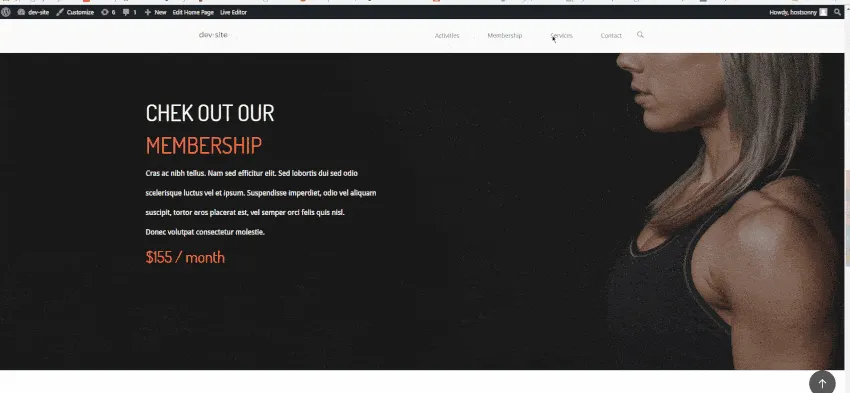 dev-site Customize 6 1 New Edit Home Page Live Editor Howdy, hostsonny
dev-site Activities Membership Services Contact
CHEK OUT OUR
MEMBERSHIP
Cras ac nibh tellus. Nam sed efficitur elit. Sed lobortis dui sed odio
scelerisque luctus vel et ipsum. Suspendisse imperdiet, odio vel aliquam
suscipit, tortor eros placerat est, vel semper orci felis quis nisl.
Donec volutpat consectetur molestie.
$155 / month